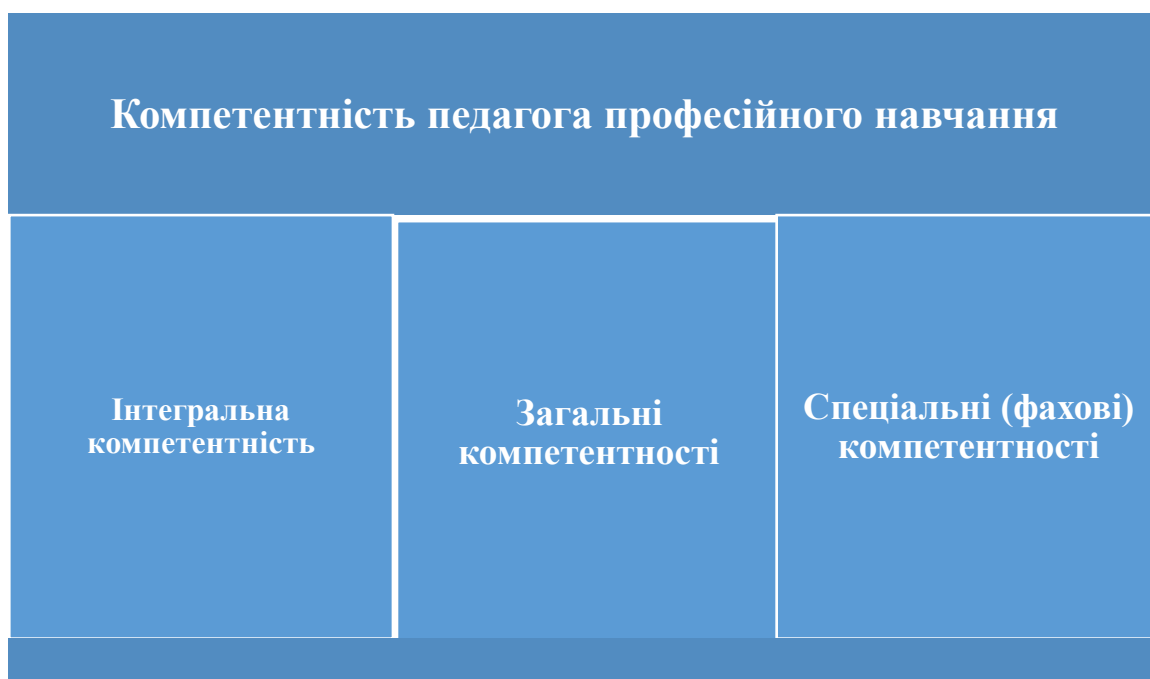 Компетентність педагога професійного навчання
Інтегральна
компетентність
Загальні
компетентності
Спеціальні (фахові)
компетентності